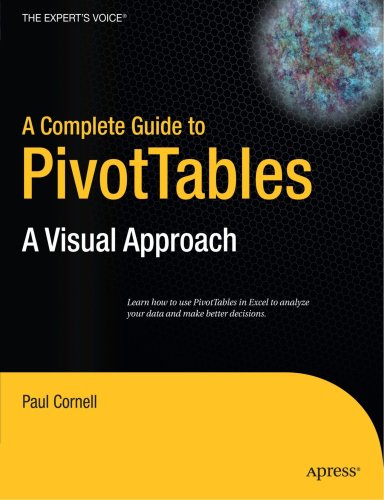 THE EXPERT'S VOICE®
A Complete Guide to
PivotTables
A Visual Approach
Learn how to use PivotTables in Excel to analyze
your data and make better decisions.
Paul Cornell
Apress®